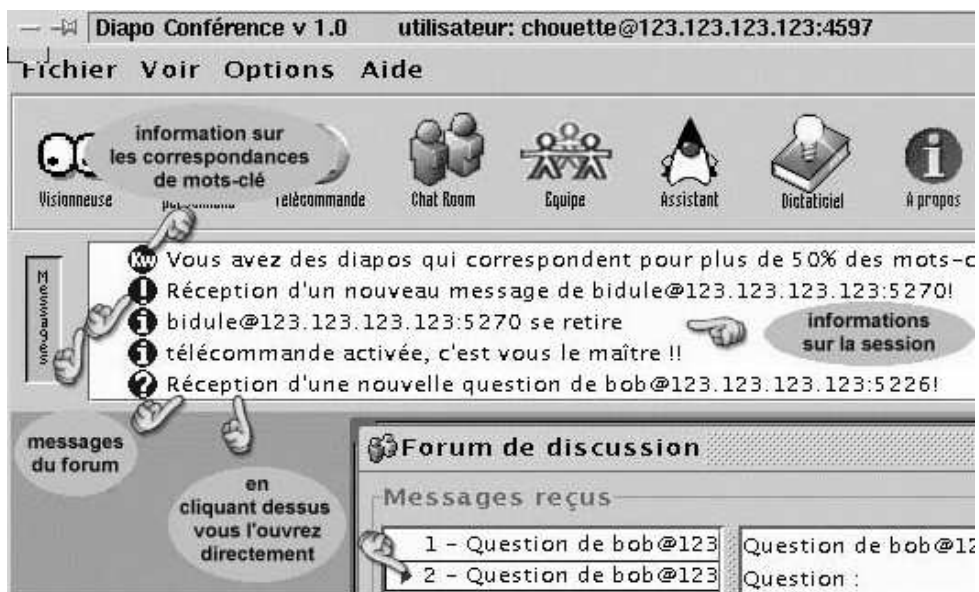 Diapo Conférence v 1.0 utilisateur: chouette@123.123.123.123:4597
Fichier Voir Options Aide
information sur
les correspondances
de mots-clé
Visionneuse Télécommande Chat Room Equipe Assistant Dictaticiel A propos
Messages
Kw Vous avez des diapos qui correspondent pour plus de 50% des mots-c
! Réception d'un nouveau message de bidule@123.123.123.123:5270!
i bidule@123.123.123.123:5270 se retire
i télécommande activée, c'est vous le maître !!
? Réception d'une nouvelle question de bob@123.123.123.123:5226!
informations
sur la session
messages
du forum
en
cliquant dessus
vous l'ouvrez
directement
Forum de discussion
Messages reçus
1 - Question de bob@123
2 - Question de bob@123
Question de bob@12
Question :